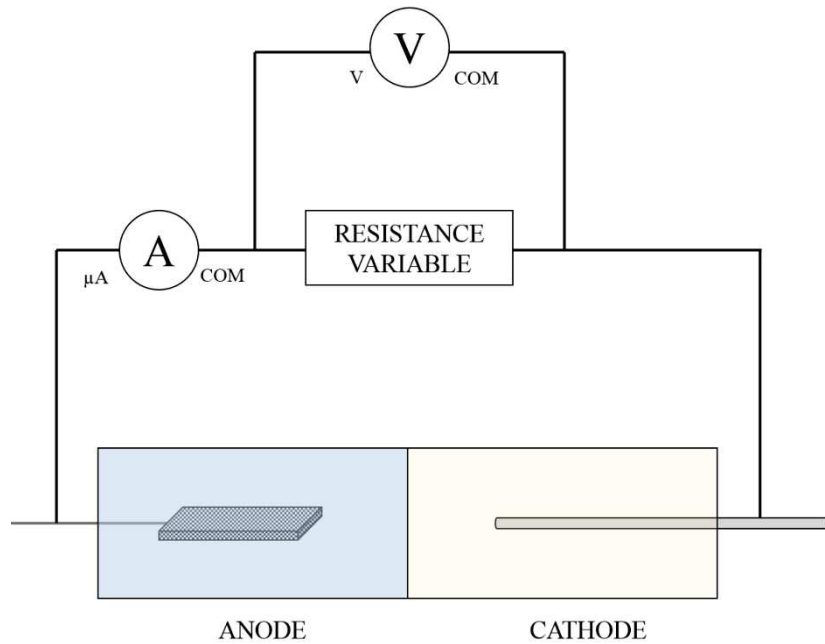 V
V
COM
A
µA
COM
RESISTANCE
VARIABLE
ANODE
CATHODE